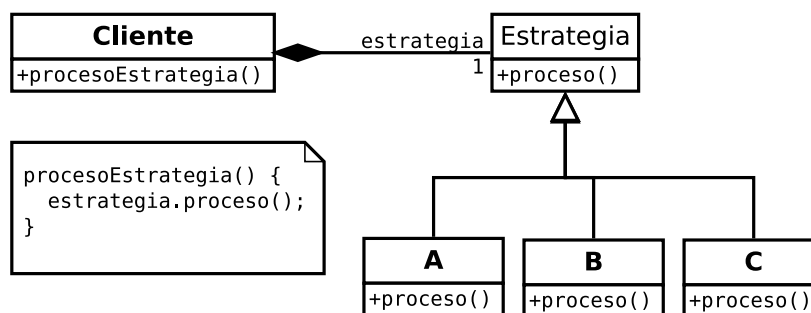 Cliente
+procesoEstrategia()
estrategia
1
Estrategia
+proceso()
procesoEstrategia() {
estrategia.proceso();
}
A
+proceso()
B
+proceso()
C
+proceso()